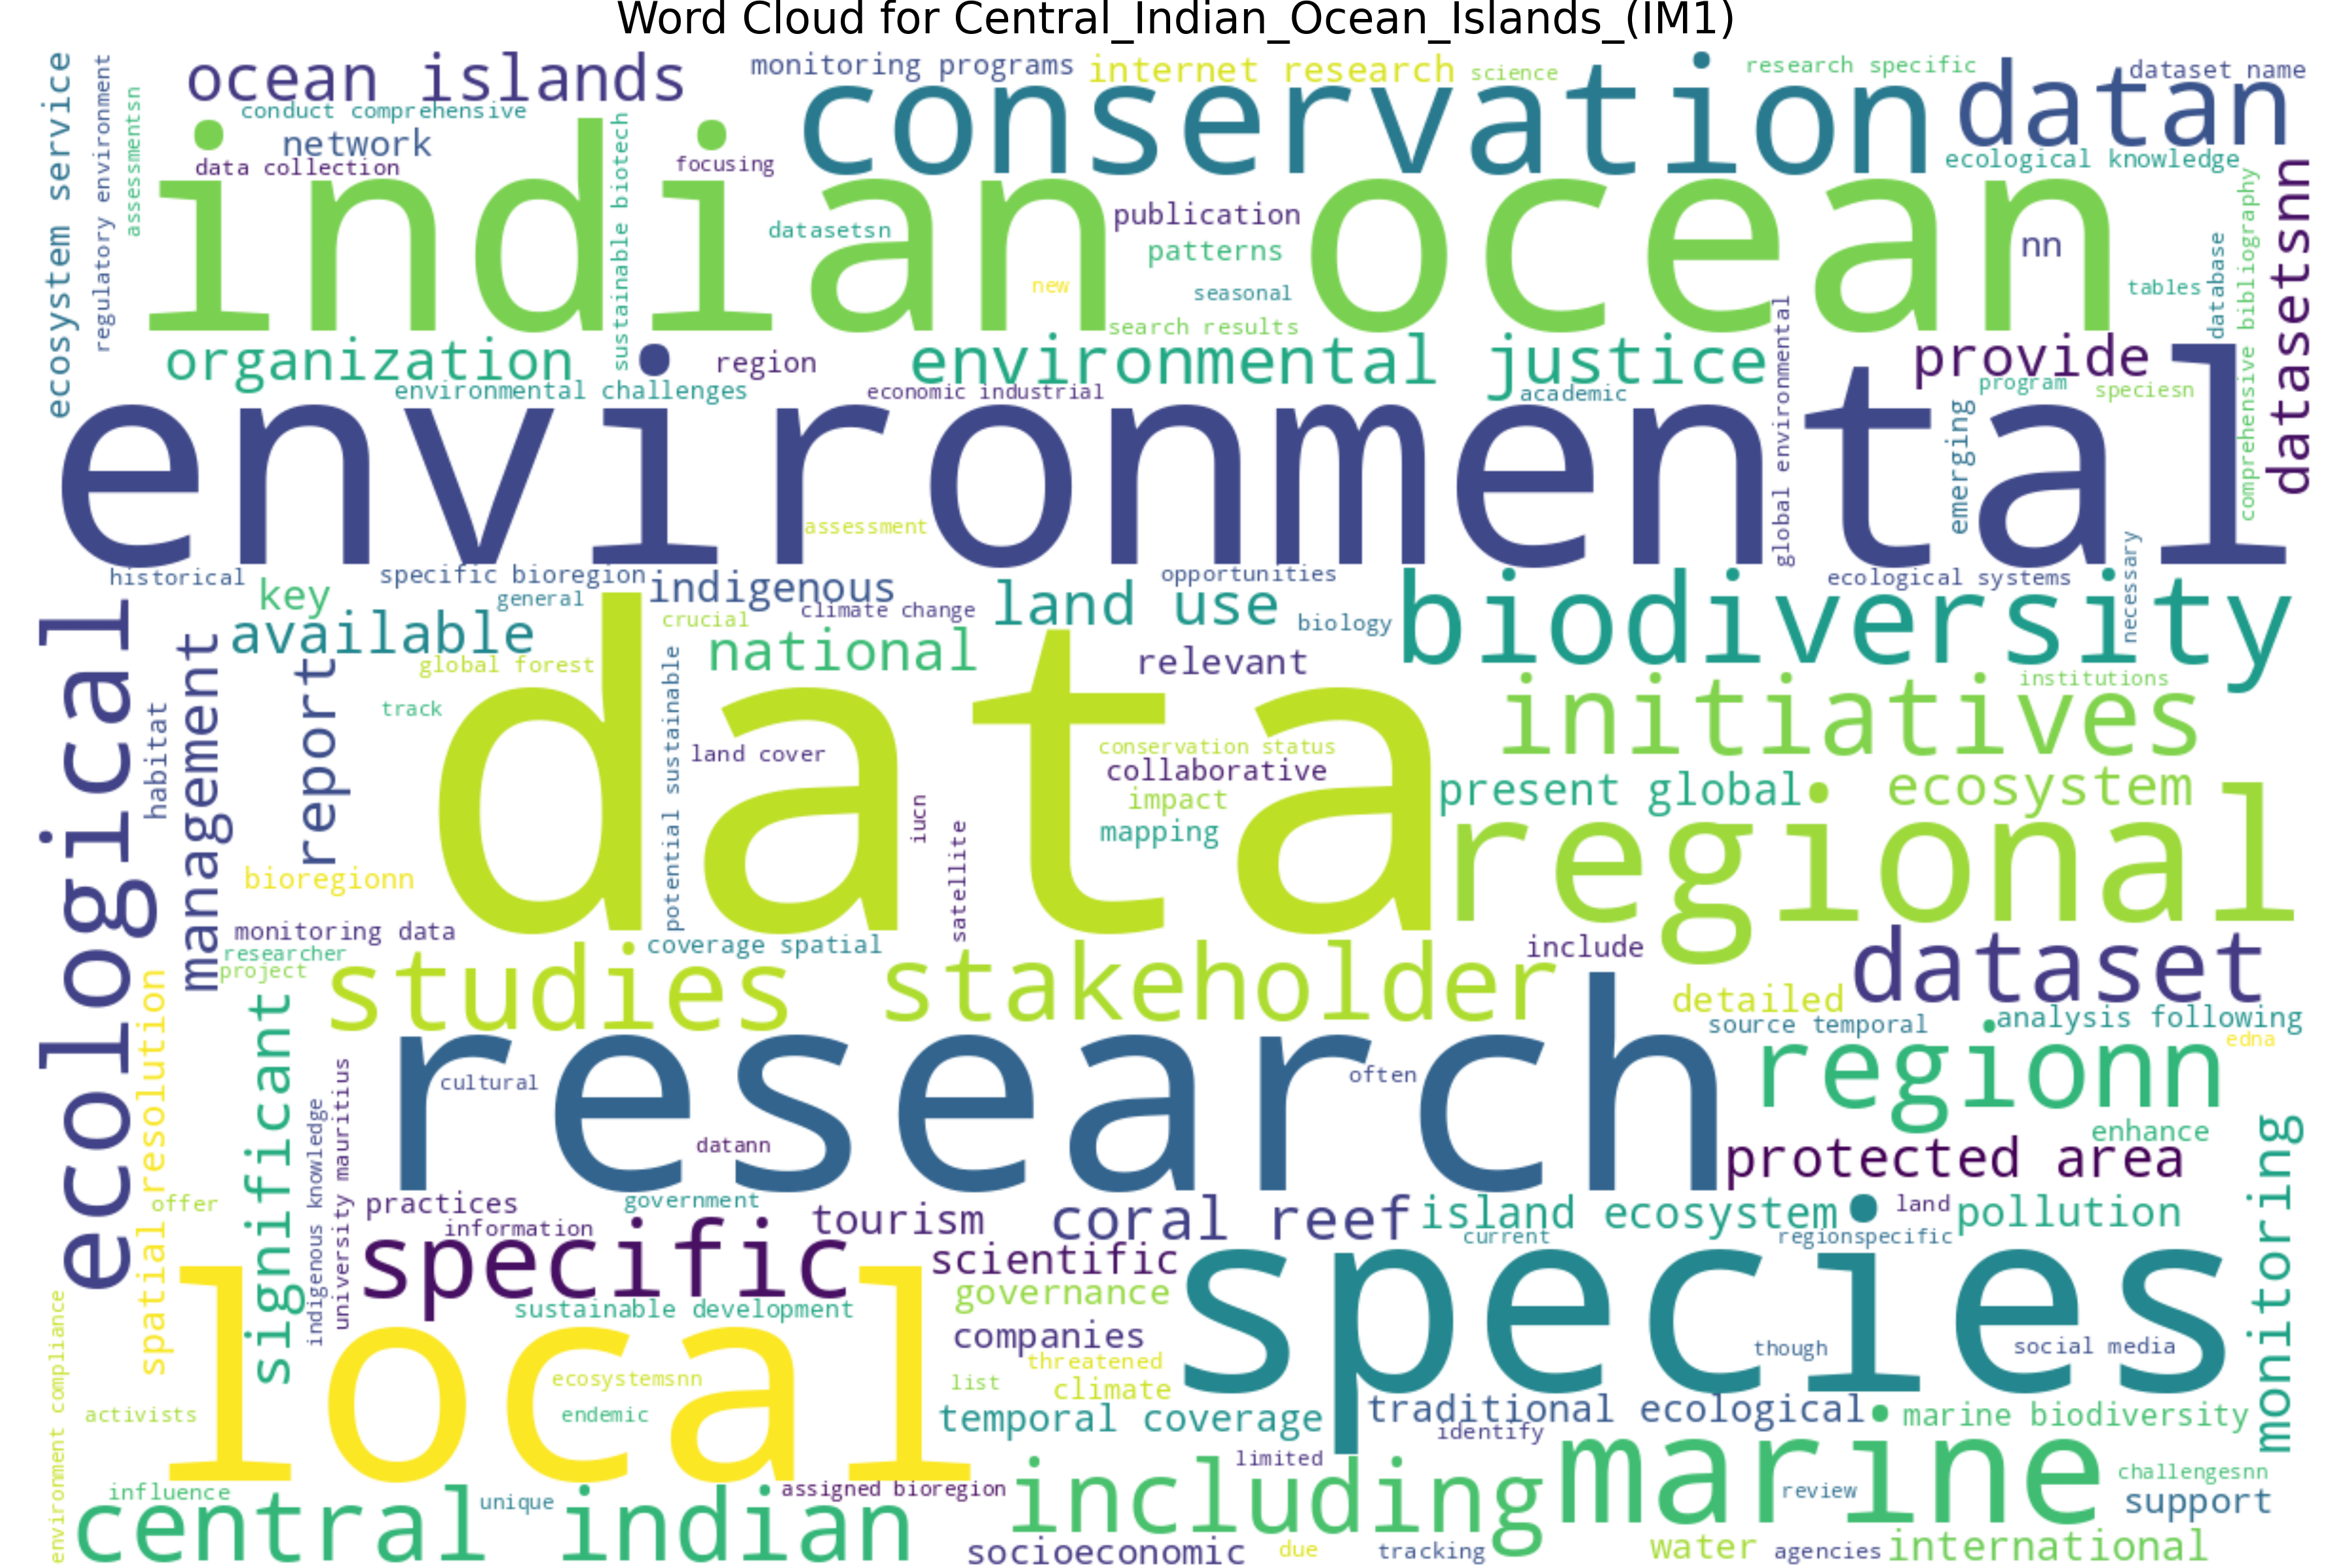 Word Cloud for Central_Indian_Ocean_Islands_(IM1)
ecosystem service
regulatory environment
assessmentsn
ocean islands
monitoring programs
internet research
science
research specific
dataset name
conduct comprehensive
network
data collection
sustainable biotech
focusing
conservation
datan
ecological knowledge
indian ocean
datasetsn
publication
patterns
new
seasonal
search results
nn
tables
database
comprehensive bibliography
datasetsnn
organization
region
environmental justice
provide
environmental challenges
economic industrial
academic
global environmental
program
speciesn
emerging
environmental
assessment
historical
specific bioregion
indigenous
opportunities
ecological systems
necessary
key
general
climate change
land use
biology
biodiversity
available
crucial
national
relevant
global forest
track
ecological
habitat
management
report
potential sustainable
data
land cover
iucn
satellite
conservation status
collaborative
impact
mapping
institutions
initiatives
present global
ecosystem
regional
bioregionn
monitoring data
researcher
project
coverage spatial
include
studies
stakeholder
dataset
detailed
source temporal
analysis following
edna
spatial resolution
significant
indigenous knowledge
university mauritius
research
cultural
often
datann
regionn
enhance
protected area
monitoring
offer
practices
government
information
tourism
coral reef
island ecosystem
land
pollution
current
regionspecific
specific
scientific
governance
species
sustainable development
companies
though
social media
threatened
list
climate
environment compliance
local
ecosystemsnn
endemic
activists
temporal coverage
traditional ecological
identify
marine biodiversity
limited
including
marine
challengesnn
support
influence
central indian
unique
assigned bioregion
review
socioeconomic
due
tracking
water
agencies
international